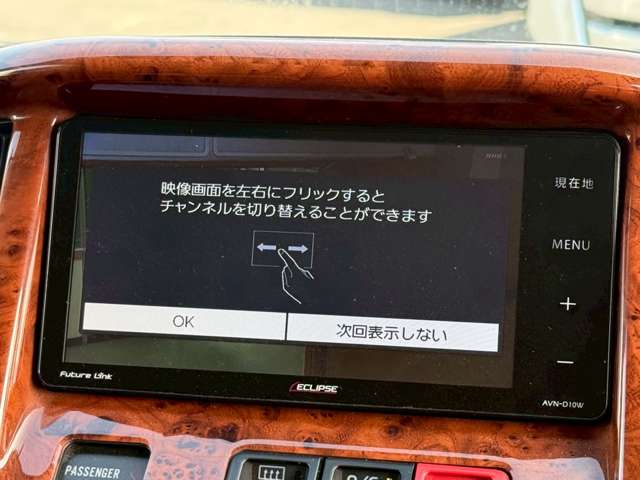 映像画面を左右にフリックすると
チャンネルを切り替えることができます
OK
次回表示しない
現在地
MENU
+
−
Future Link
ECLIPSE
AVN-D10W
PASSENGER